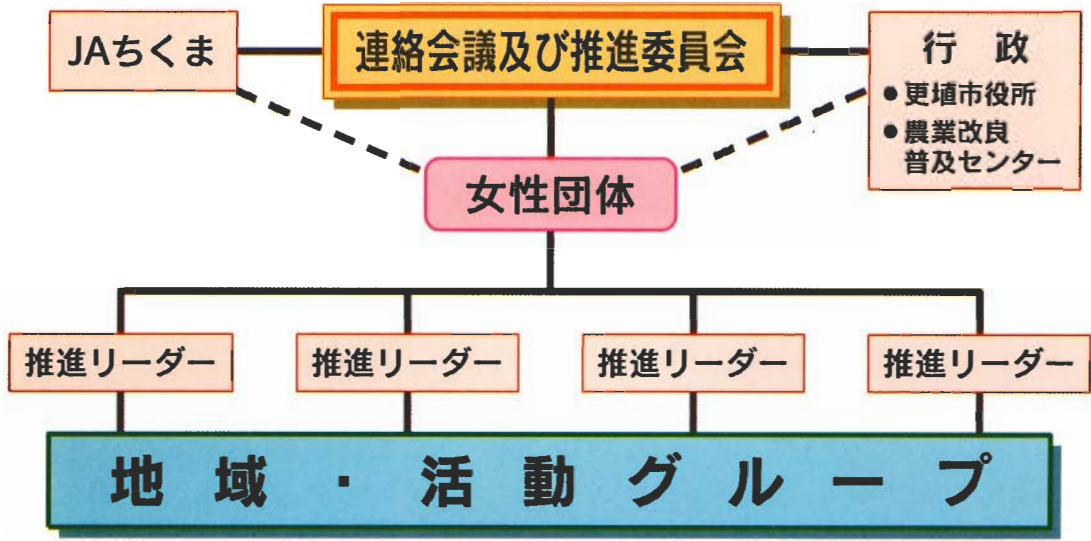 JAちくま
連絡会議及び推進委員会
行 政
●更埴市役所
●農業改良
普及センター
女性団体
推進リーダー
推進リーダー
推進リーダー
推進リーダー
地域・活動グループ